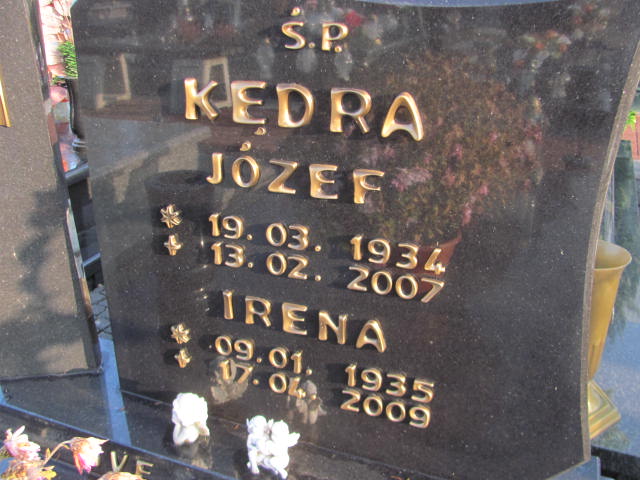 Ś.P.
KĘDRA
JÓZEF
19. 03. 1934
13. 02. 2007
IRENA
09. 01. 1935
17. 04. 2009